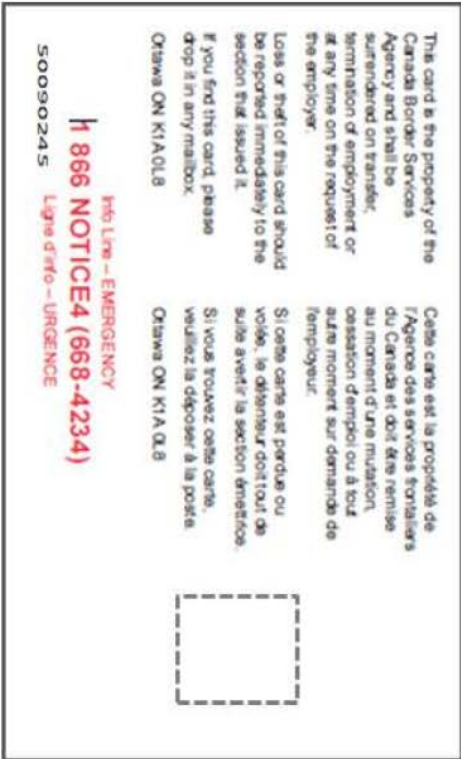 This card is the property of the
Canada Border Services
Agency and shall be
surrendered on transfer,
termination of employment or
at any time on the request of
the employer.
Loss or theft of this card should
be reported immediately to the
section that issued it.
If you find this card, please
drop it in any mailbox.
Ottawa ON K1A 0L8
Cette carte est la propriété de
l'Agence des services frontaliers
du Canada et doit être remise
au moment d'une mutation,
cessation d'emploi ou à tout
autre moment sur demande de
l'employeur.
Si cette carte est perdue ou
volée, le détenteur doit tout de
suite avertir la section émettrice.
Si vous trouvez cette carte,
veuillez la déposer à la poste.
Ottawa ON K1A 0L8
Info Line – EMERGENCY
1 866 NOTICE4 (668-4234)
Ligne d'info – URGENCE
50090245